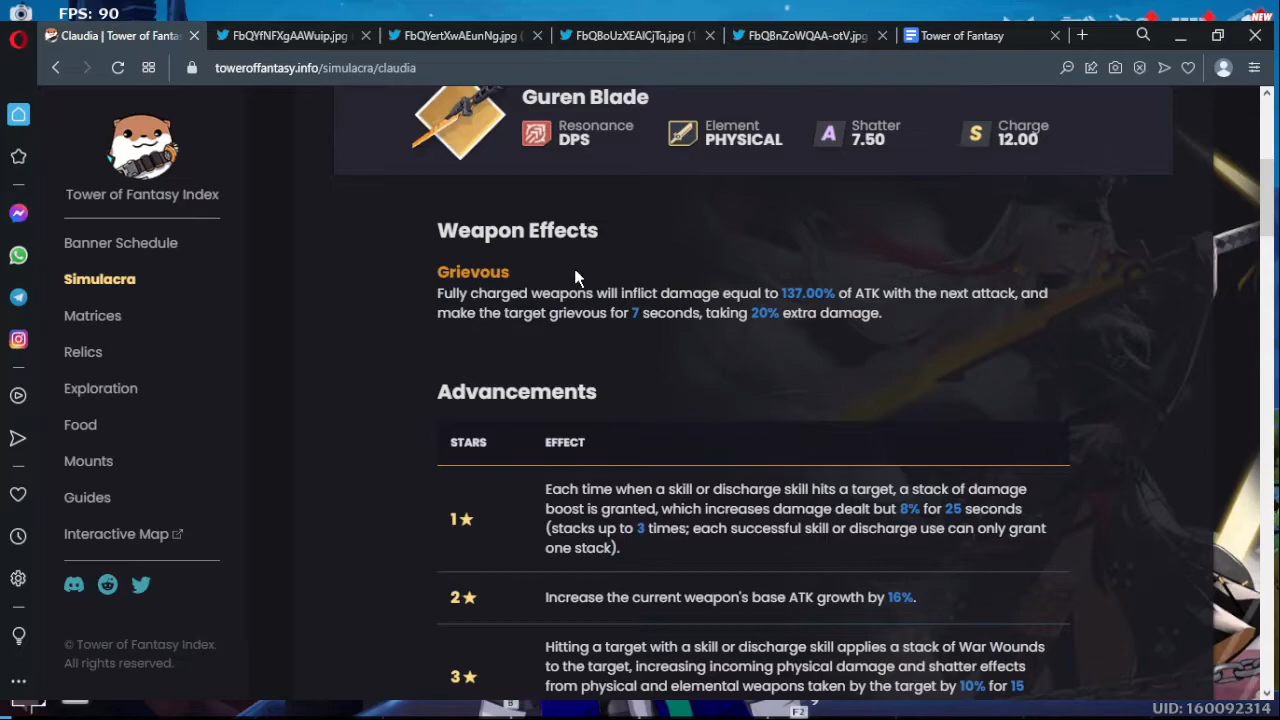 FPS: 90
NEW
Claudia | Tower of Fanta
FbQYfNFXgAAWuip.jpg (
FbQYertXwAEunNg.jpg (
FbQBoUzXEAICjTq.jpg (1
FbQBnZoWQAA-otV.jpg
Tower of Fantasy
toweroffantasy.info/simulacra/claudia
Guren Blade
Resonance
DPS
Element
PHYSICAL
A
Shatter
7.50
S
Charge
12.00
Tower of Fantasy Index
Banner Schedule
Simulacra
Matrices
Relics
Exploration
Food
Mounts
Guides
Interactive Map
© Tower of Fantasy Index.
All rights reserved.
Weapon Effects
Grievous
Fully charged weapons will inflict damage equal to 137.00% of ATK with the next attack, and
make the target grievous for 7 seconds, taking 20% extra damage.
Advancements
STARS EFFECT
1★
Each time when a skill or discharge skill hits a target, a stack of damage
boost is granted, which increases damage dealt but 8% for 25 seconds
(stacks up to 3 times; each successful skill or discharge use can only grant
one stack).
2★
Increase the current weapon's base ATK growth by 16%.
3★
Hitting a target with a skill or discharge skill applies a stack of War Wounds
to the target, increasing incoming physical damage and shatter effects
from physical and elemental weapons taken by the target by 10% for 15
F2
UID: 160092314